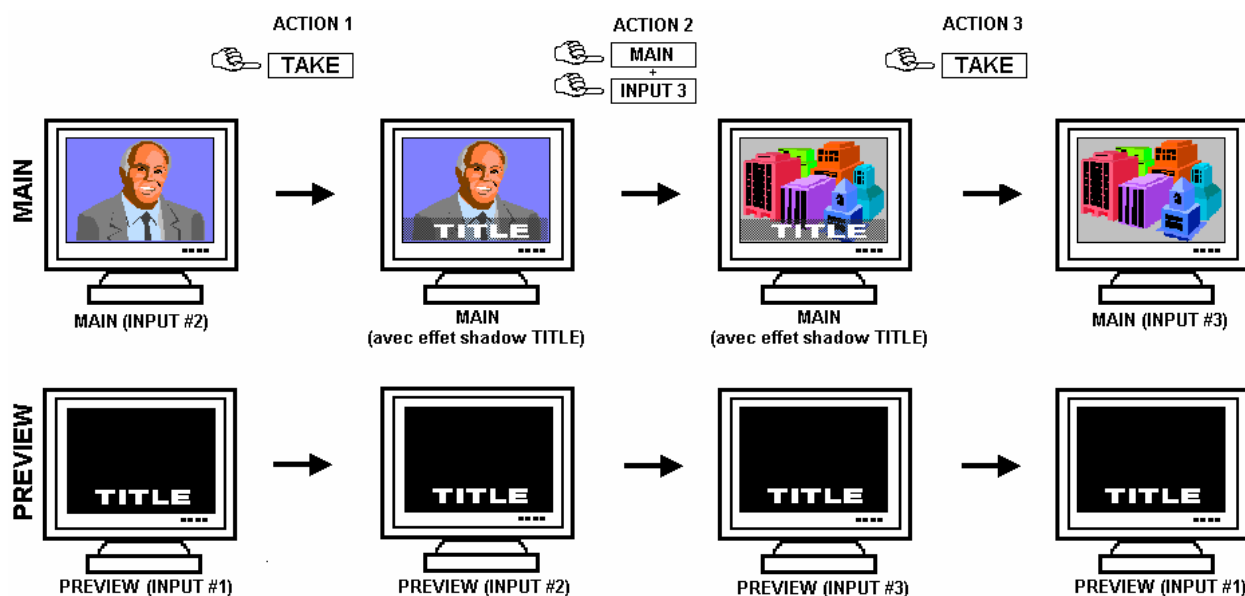 ACTION 1
TAKE
ACTION 2
MAIN
+
INPUT 3
ACTION 3
TAKE
MAIN
TITLE
TITLE
MAIN (INPUT #2)
MAIN
(avec effet shadow TITLE)
MAIN
(avec effet shadow TITLE)
MAIN (INPUT #3)
PREVIEW
TITLE
TITLE
TITLE
TITLE
PREVIEW (INPUT #1)
PREVIEW (INPUT #2)
PREVIEW (INPUT #3)
PREVIEW (INPUT #1)